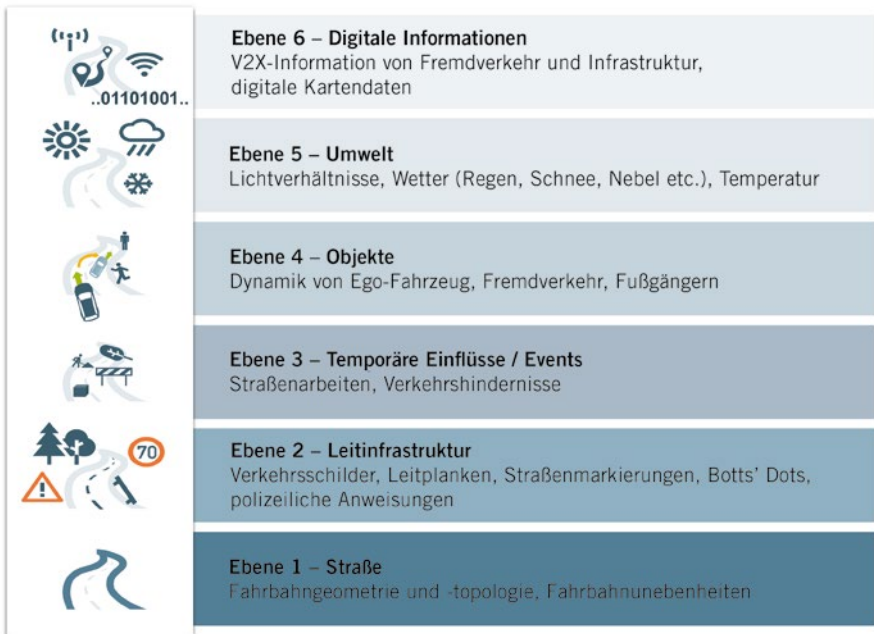 Ebene 6 – Digitale Informationen
V2X-Information von Fremdverkehr und Infrastruktur,
digitale Kartendaten
..01101001..
Ebene 5 – Umwelt
Lichtverhältnisse, Wetter (Regen, Schnee, Nebel etc.), Temperatur
Ebene 4 – Objekte
Dynamik von Ego-Fahrzeug, Fremdverkehr, Fußgängern
Ebene 3 – Temporäre Einflüsse / Events
Straßenarbeiten, Verkehrshindernisse
Ebene 2 – Leitinfrastruktur
70
Verkehrsschilder, Leitplanken, Straßenmarkierungen, Botts’ Dots,
!
polizeiliche Anweisungen
Ebene 1 – Straße
Fahrbahngeometrie und -topologie, Fahrbahnunebenheiten